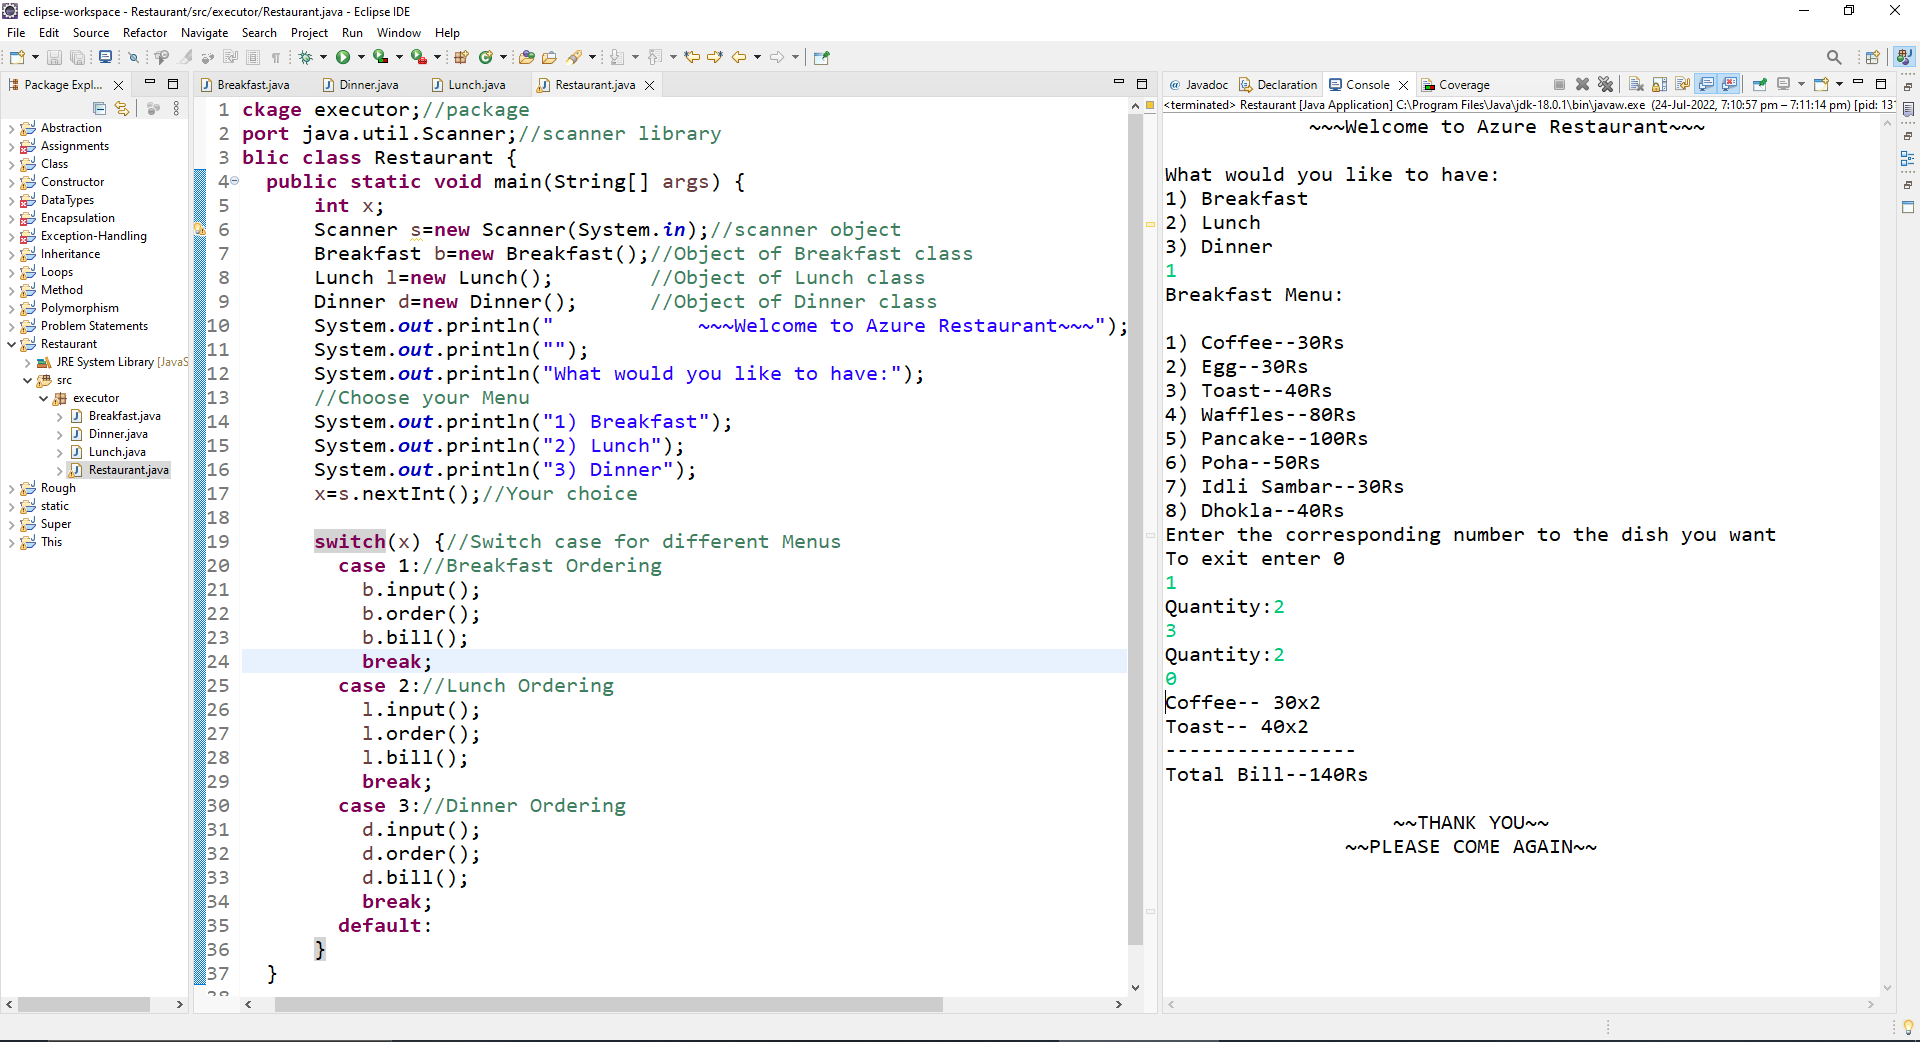 eclipse-workspace - Restaurant/src/executor/Restaurant.java - Eclipse IDE
File Edit Source Refactor Navigate Search Project Run Window Help
Package Expl...
Abstraction
Assignments
Class
Constructor
DataTypes
Encapsulation
Exception-Handling
Inheritance
Loops
Method
Polymorphism
Problem Statements
Restaurant
JRE System Library [JavaS
src
executor
Breakfast.java
Dinner.java
Lunch.java
Restaurant.java
Rough
static
Super
This
Breakfast.java Dinner.java Lunch.java Restaurant.java
1 ckage executor;//package
2 port java.util.Scanner;//scanner library
3 blic class Restaurant {
4 public static void main(String[] args) {
5 int x;
6 Scanner s=new Scanner(System.in);//scanner object
7 Breakfast b=new Breakfast();//Object of Breakfast class
8 Lunch l=new Lunch(); //Object of Lunch class
9 Dinner d=new Dinner(); //Object of Dinner class
10 System.out.println(" ~~~Welcome to Azure Restaurant~~~");
11 System.out.println("");
12 System.out.println("What would you like to have:");
13 //Choose your Menu
14 System.out.println("1) Breakfast");
15 System.out.println("2) Lunch");
16 System.out.println("3) Dinner");
17 x=s.nextInt();//Your choice
18
19 switch(x) {//Switch case for different Menus
20 case 1://Breakfast Ordering
21 b.input();
22 b.order();
23 b.bill();
24 break;
25 case 2://Lunch Ordering
26 l.input();
27 l.order();
28 l.bill();
29 break;
30 case 3://Dinner Ordering
31 d.input();
32 d.order();
33 d.bill();
34 break;
35 default:
36 }
37 }
38
@ Javadoc Declaration Console Coverage
<terminated> Restaurant [Java Application] C:\Program Files\Java\jdk-18.0.1\bin\javaw.exe (24-Jul-2022, 7:10:57 pm – 7:11:14 pm) [pid: 131
~~~Welcome to Azure Restaurant~~~
What would you like to have:
1) Breakfast
2) Lunch
3) Dinner
1
Breakfast Menu:
1) Coffee--30Rs
2) Egg--30Rs
3) Toast--40Rs
4) Waffles--80Rs
5) Pancake--100Rs
6) Poha--50Rs
7) Idli Sambar--30Rs
8) Dhokla--40Rs
Enter the corresponding number to the dish you want
To exit enter 0
1
Quantity:2
3
Quantity:2
0
Coffee-- 30x2
Toast-- 40x2
----------------
Total Bill--140Rs
~~THANK YOU~~
~~PLEASE COME AGAIN~~